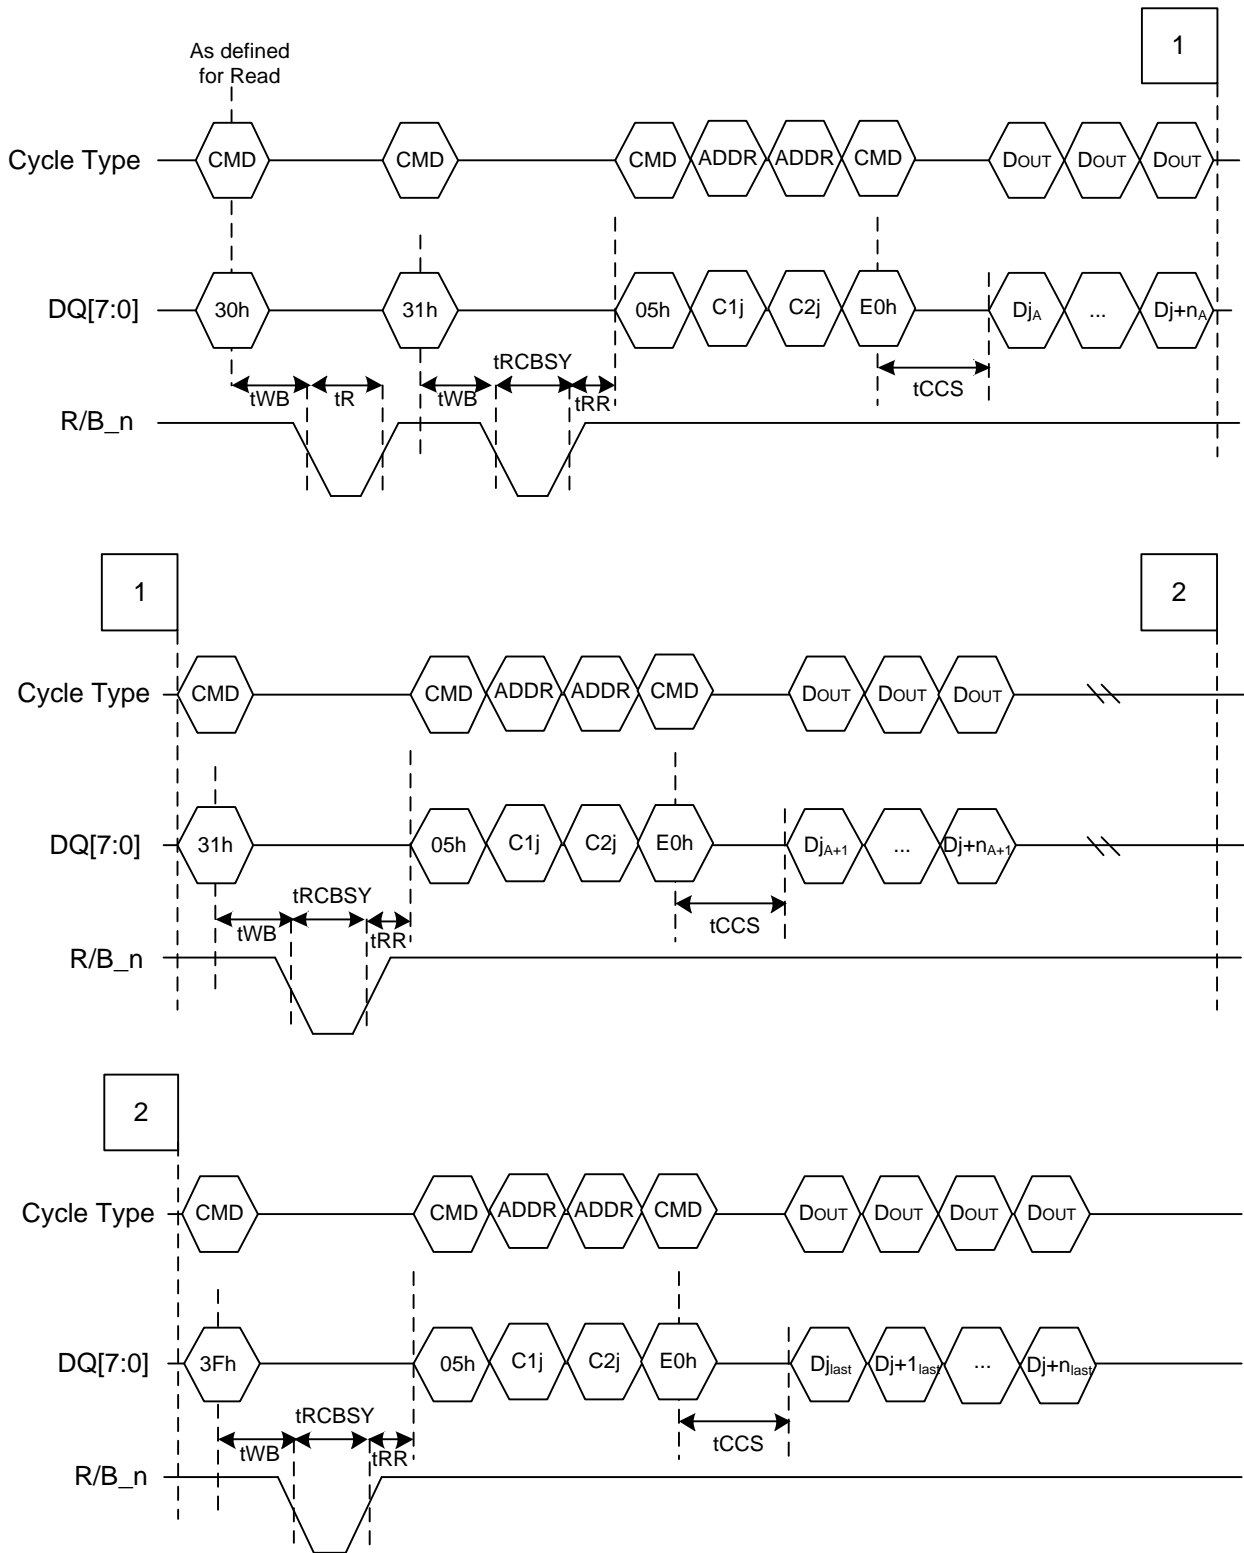 As defined
for Read
1
Cycle Type CMD CMD CMD ADDR ADDR CMD DOUT DOUT DOUT
DQ[7:0] 30h 31h 05h C1j C2j E0h DjA ... Dj+nA
tWB tR tWB tRCBSY tRR tCCS
R/B_n
1
2
Cycle Type CMD CMD ADDR ADDR CMD DOUT DOUT DOUT
DQ[7:0] 31h 05h C1j C2j E0h DjA+1 ... Dj+nA+1
tWB tRCBSY tRR tCCS
R/B_n
2
Cycle Type CMD CMD ADDR ADDR CMD DOUT DOUT DOUT DOUT
DQ[7:0] 3Fh 05h C1j C2j E0h Djlast Dj+1last ... Dj+nlast
tWB tRCBSY tRR tCCS
R/B_n